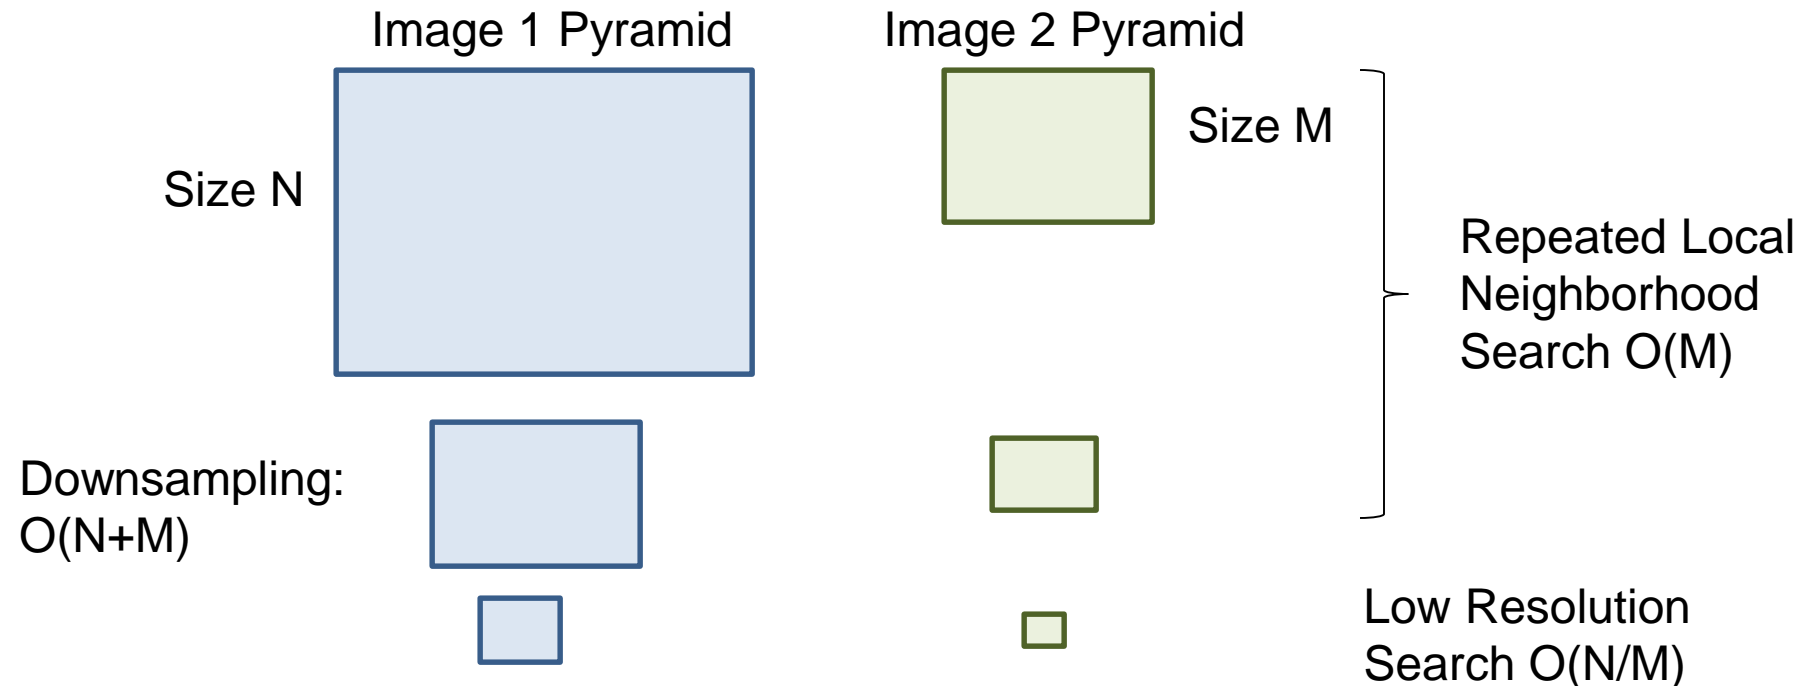 Image 1 Pyramid
Image 2 Pyramid
Size N
Size M
Repeated Local
Neighborhood
Search O(M)
Downsampling:
O(N+M)
Low Resolution
Search O(N/M)